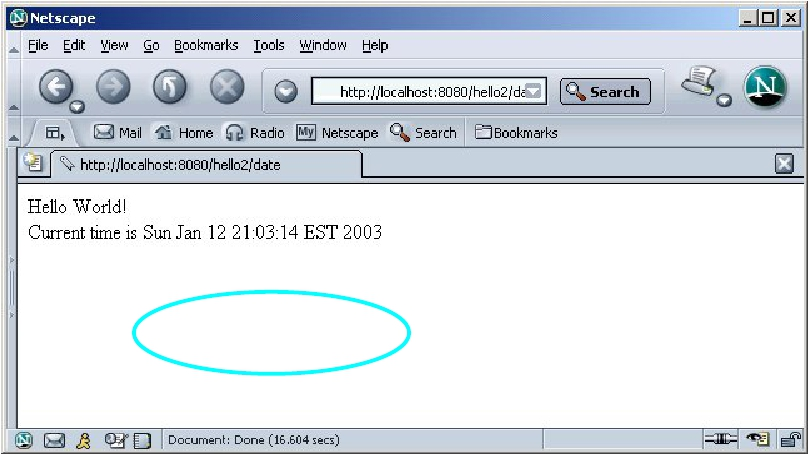 Netscape
File Edit View Go Bookmarks Tools Window Help
http://localhost:8080/hello2/da Search N
Mail Home Radio My Netscape Search Bookmarks
http://localhost:8080/hello2/date
Hello World!
Current time is Sun Jan 12 21:03:14 EST 2003
Document: Done (16.604 secs)